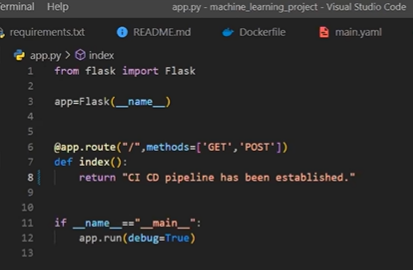 Terminal Help app.py - machine_learning_project - Visual Studio Code
requirements.txt README.md Dockerfile main.yaml
app.py > index
1 from flask import Flask
2
3 app=Flask(__name__)
4
5
6 @app.route("/",methods=['GET','POST'])
7 def index():
8 return "CI CD pipeline has been established."
9
10
11 if __name__=="__main__":
12 app.run(debug=True)
13